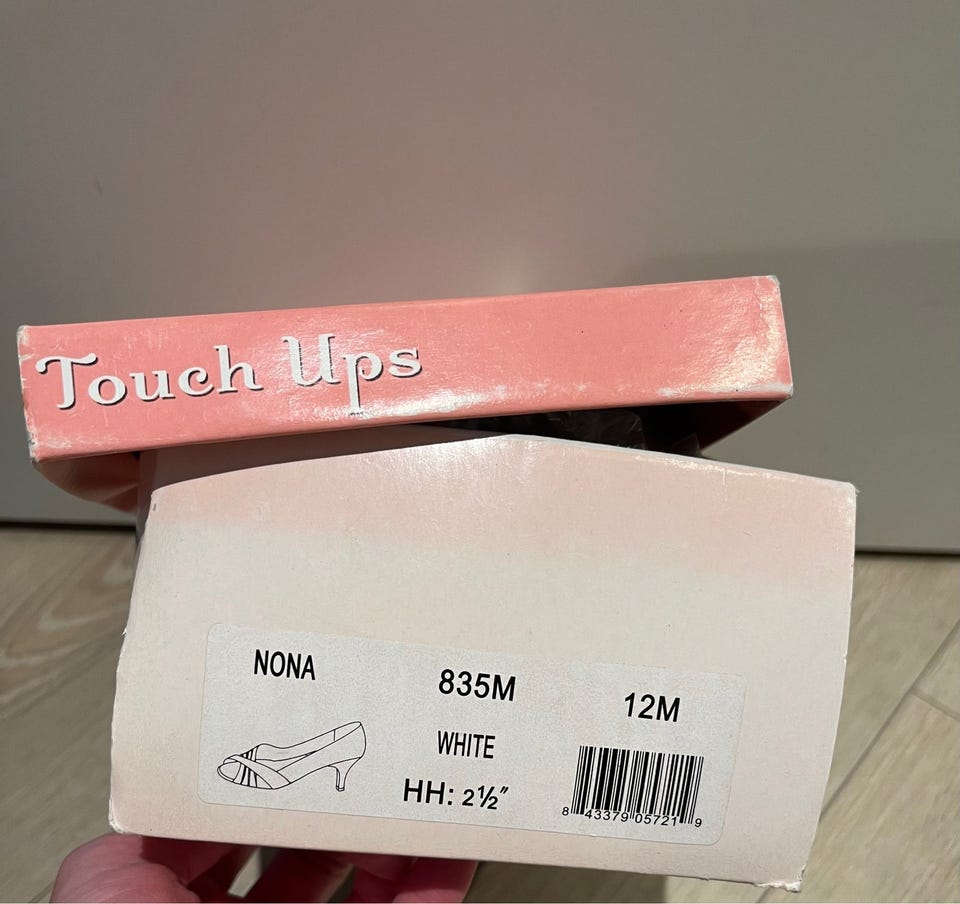 Touch Ups
NONA
835M
12M
WHITE
HH: 2½"
8 43379 05721 9